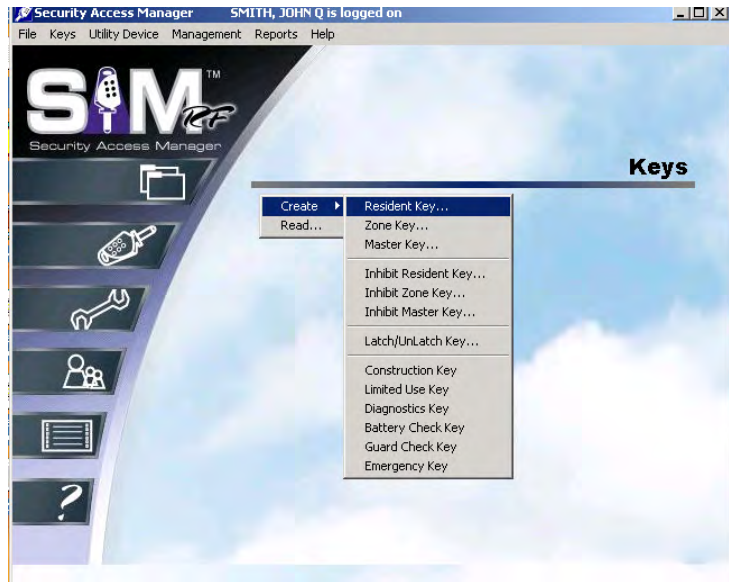 Security Access Manager SMITH, JOHN Q is logged on
File Keys Utility Device Management Reports Help
SAM TM
RF
Security Access Manager
Keys
Create
Read...
Resident Key...
Zone Key...
Master Key...
Inhibit Resident Key...
Inhibit Zone Key...
Inhibit Master Key...
Latch/UnLatch Key...
Construction Key
Limited Use Key
Diagnostics Key
Battery Check Key
Guard Check Key
Emergency Key
?